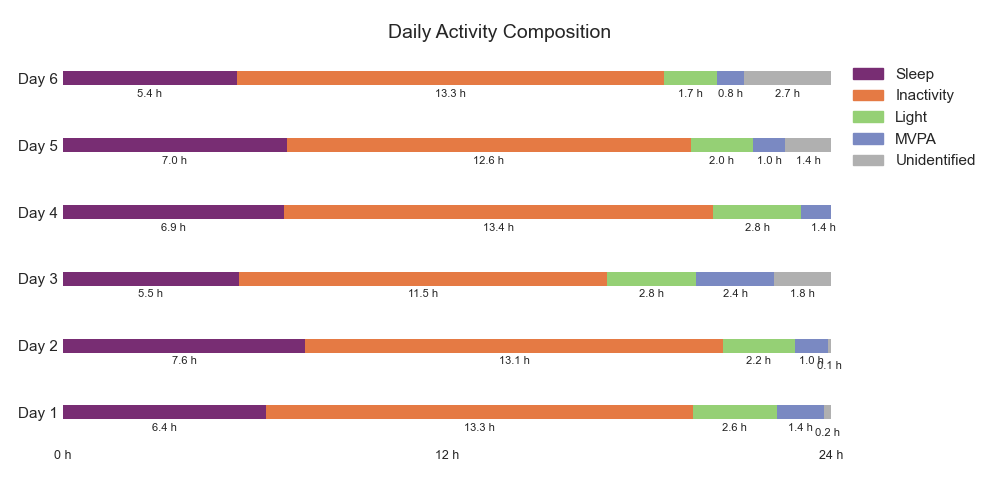 Daily Activity Composition
Day 6
5.4 h 13.3 h 1.7 h 0.8 h 2.7 h
Day 5
7.0 h 12.6 h 2.0 h 1.0 h 1.4 h
Day 4
6.9 h 13.4 h 2.8 h 1.4 h
Day 3
5.5 h 11.5 h 2.8 h 2.4 h 1.8 h
Day 2
7.6 h 13.1 h 2.2 h 1.0 h 0.1 h
Day 1
6.4 h 13.3 h 2.6 h 1.4 h 0.2 h
0 h 12 h 24 h
Sleep
Inactivity
Light
MVPA
Unidentified